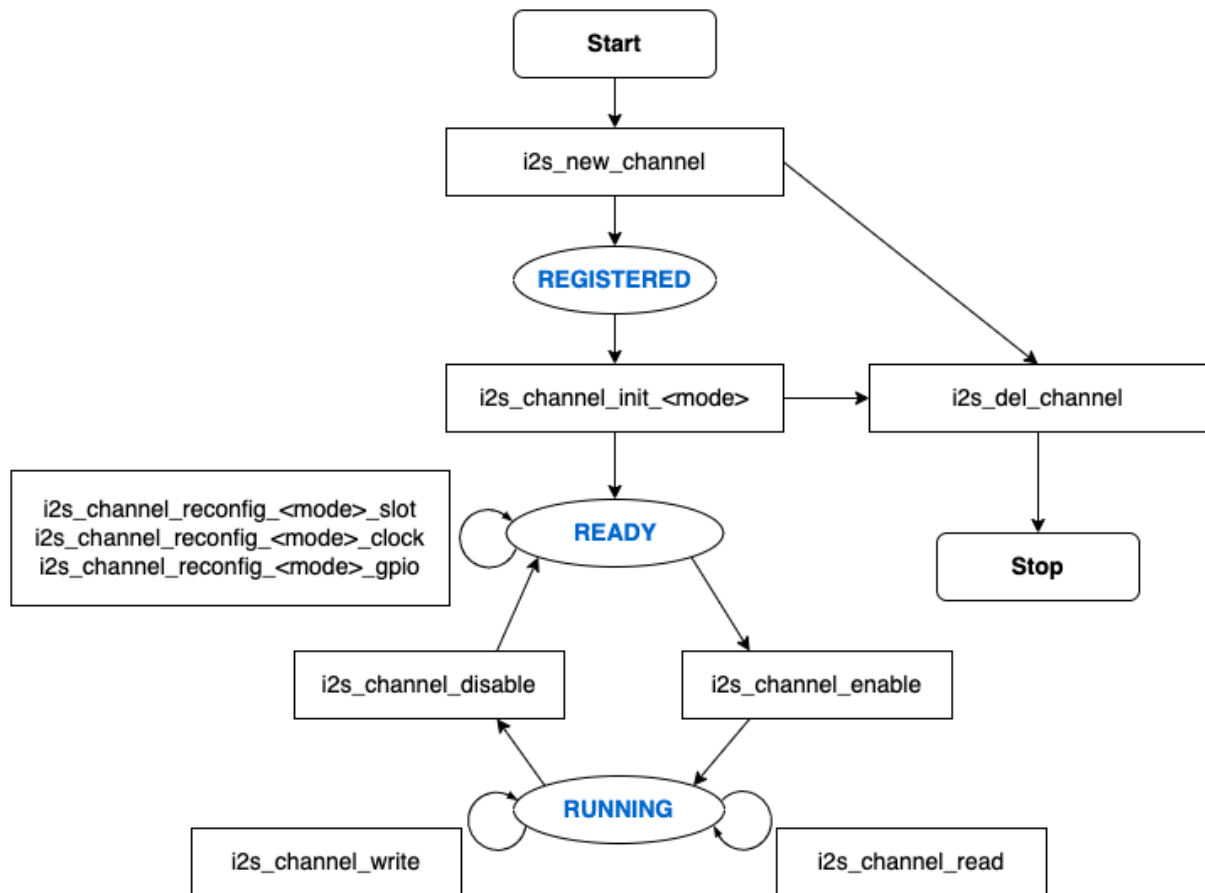 Start
i2s_new_channel
REGISTERED
i2s_channel_init_<mode>
i2s_del_channel
i2s_channel_reconfig_<mode>_slot
i2s_channel_reconfig_<mode>_clock
i2s_channel_reconfig_<mode>_gpio
READY
Stop
i2s_channel_disable
i2s_channel_enable
RUNNING
i2s_channel_write
i2s_channel_read